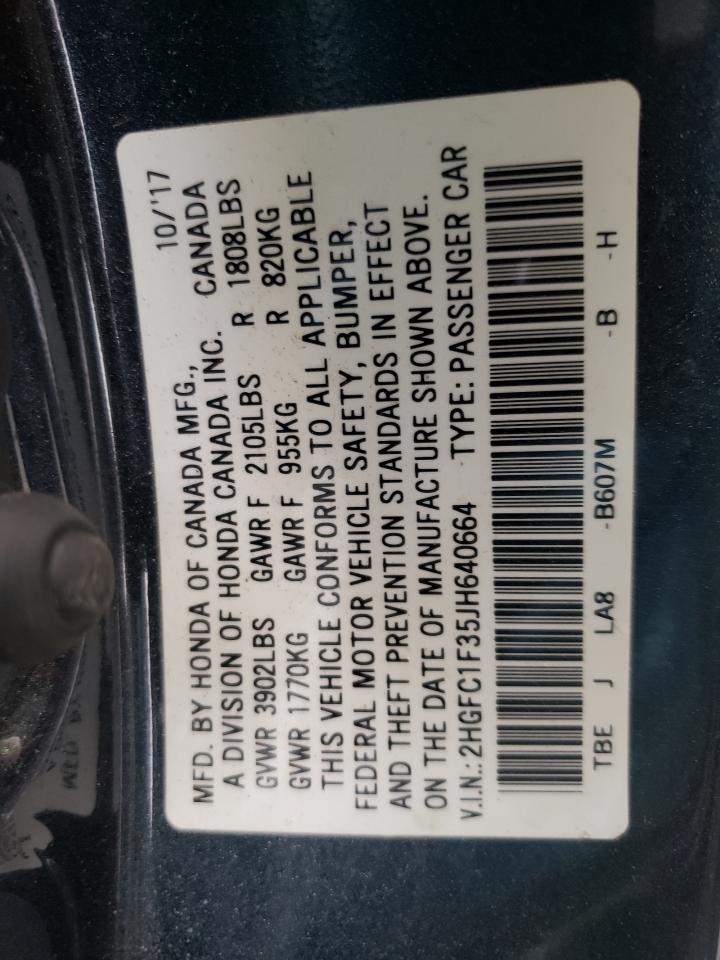 10/'17
MFD. BY HONDA OF CANADA MFG.,
A DIVISION OF HONDA CANADA INC. CANADA
GVWR 3902LBS GAWR F 2105LBS R 1808LBS
GVWR 1770KG GAWR F 955KG R 820KG
THIS VEHICLE CONFORMS TO ALL APPLICABLE
FEDERAL MOTOR VEHICLE SAFETY, BUMPER,
AND THEFT PREVENTION STANDARDS IN EFFECT
ON THE DATE OF MANUFACTURE SHOWN ABOVE.
V.I.N.: 2HGFC1F35JH640664 TYPE: PASSENGER CAR
TBE J LA8 -B607M -B -H